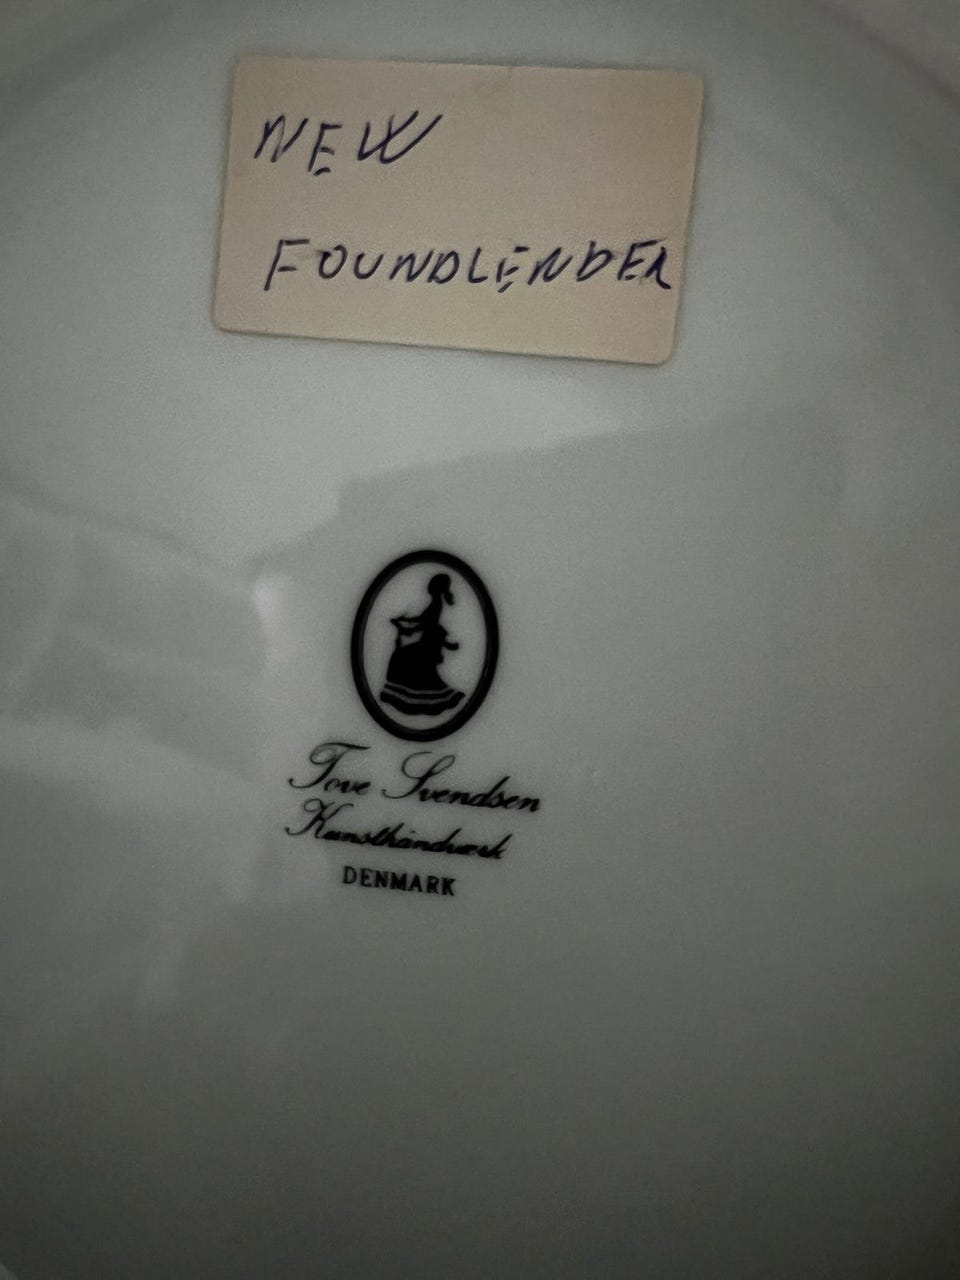 NEW
FOUNDLENDER
Tove Svendsen
Kunsthåndværk
DENMARK